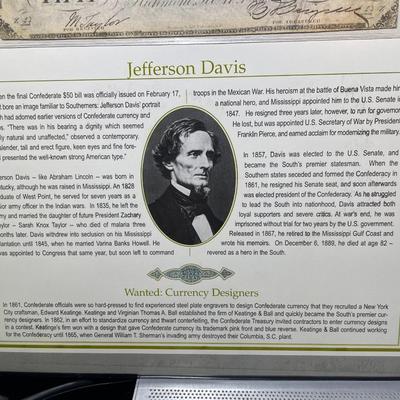 Richmond
M Taylor
Jefferson Davis
en the final Confederate $50 bill was officially issued on February 17,
t bore an image familiar to Southerners: Jefferson Davis' portrait
had adorned earlier versions of Confederate currency and
ps. "There was in his bearing a dignity which seemed
ly natural and unaffected," observed a contemporary.
slender, tall and erect figure, keen eyes and fine fore-
d presented the well-known strong American type."
erson Davis – like Abraham Lincoln – was born in
tucky, although he was raised in Mississippi. An 1828
duate of West Point, he served for seven years as a
ior army officer in the Indian wars. In 1835, he left the
my and married the daughter of future President Zachary
lor - Sarah Knox Taylor – who died of malaria three
nths later. Davis withdrew into seclusion on his Mississippi
plantation until 1845, when he married Varina Banks Howell. He
was appointed to Congress that same year, but soon left to command
troops in the Mexican War. His heroism at the battle of Buena Vista made him
a national hero, and Mississippi appointed him to the U.S. Senate in
1847. He resigned three years later, however, to run for governor.
He lost, but was appointed U.S. Secretary of War by President
Franklin Pierce, and earned acclaim for modernizing the military.
In 1857, Davis was elected to the U.S. Senate, and
became the South's premier statesman. When the
Southern states seceded and formed the Confederacy in
1861, he resigned his Senate seat, and soon afterwards
was elected president of the Confederacy. As he struggled
to lead the South into nationhood, Davis attracted both
loyal supporters and severe critics. At war's end, he was
imprisoned without trial for two years by the U.S. government.
Released in 1867, he retired to the Mississippi Gulf Coast and
wrote his memoirs. On December 6, 1889, he died at age 82 -
revered as a hero in the South.
Wanted: Currency Designers
In 1861, Confederate officials were so hard-pressed to find experienced steel plate engravers to design Confederate currency that they recruited a New York
City craftsman, Edward Keatinge. Keatinge and Virginian Thomas A. Ball established the firm of Keatinge & Ball and quickly became the South's premier cur-
rency designers. In 1862, in an effort to standardize currency and thwart conterfeiting, the Confederate Treasury invited contractors to enter currency designs
in a contest. Keatinge's firm won with a design that gave Confederate currency its trademark pink front and blue reverse. Keatinge & Ball continued working
for the Confederacy until 1865, when General William T. Sherman's invading army destroyed their Columbia, S.C. plant.